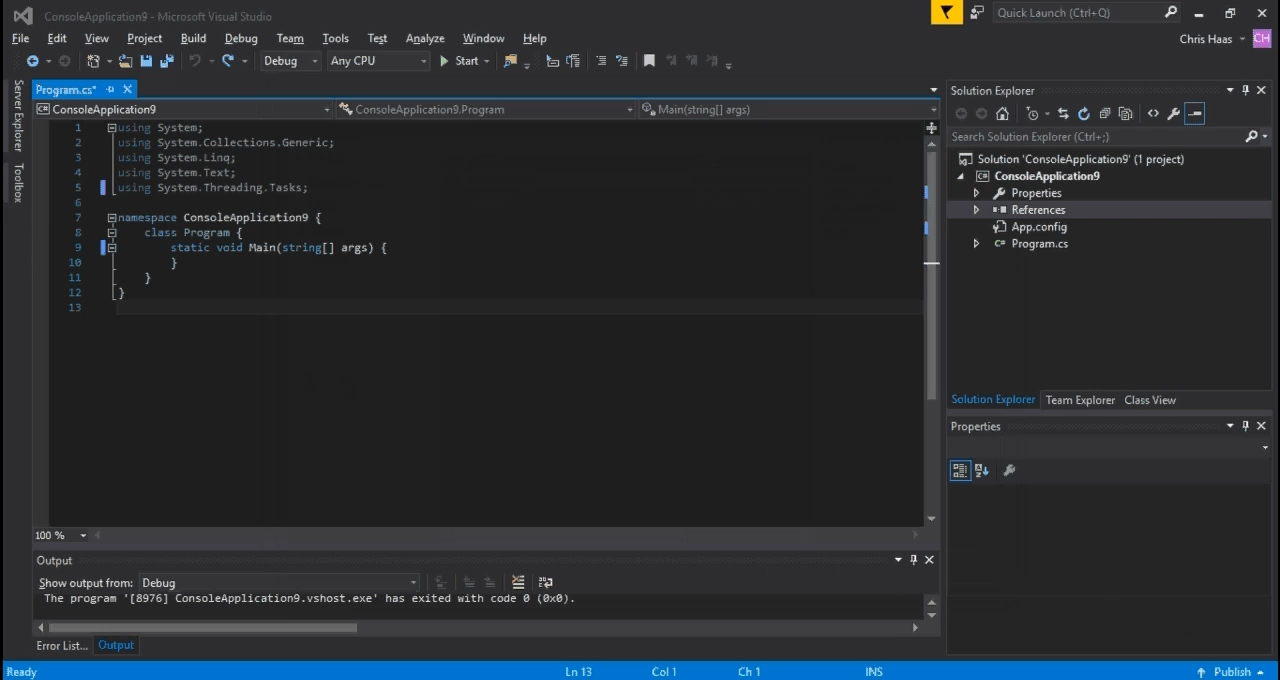 ConsoleApplication9 - Microsoft Visual Studio
Quick Launch (Ctrl+Q)
File Edit View Project Build Debug Team Tools Test Analyze Window Help
Chris Haas CH
Debug Any CPU Start
Server Explorer
Toolbox
Program.cs*
ConsoleApplication9 ConsoleApplication9.Program Main(string[] args)
1 using System;
2 using System.Collections.Generic;
3 using System.Linq;
4 using System.Text;
5 using System.Threading.Tasks;
6
7 namespace ConsoleApplication9 {
8 class Program {
9 static void Main(string[] args) {
10 }
11 }
12 }
13
100 %
Output
Show output from: Debug
The program '[8976] ConsoleApplication9.vshost.exe' has exited with code 0 (0x0).
Error List... Output
Solution Explorer
Search Solution Explorer (Ctrl+;)
Solution 'ConsoleApplication9' (1 project)
ConsoleApplication9
Properties
References
App.config
C# Program.cs
Solution Explorer Team Explorer Class View
Properties
Ready Ln 13 Col 1 Ch 1 INS Publish